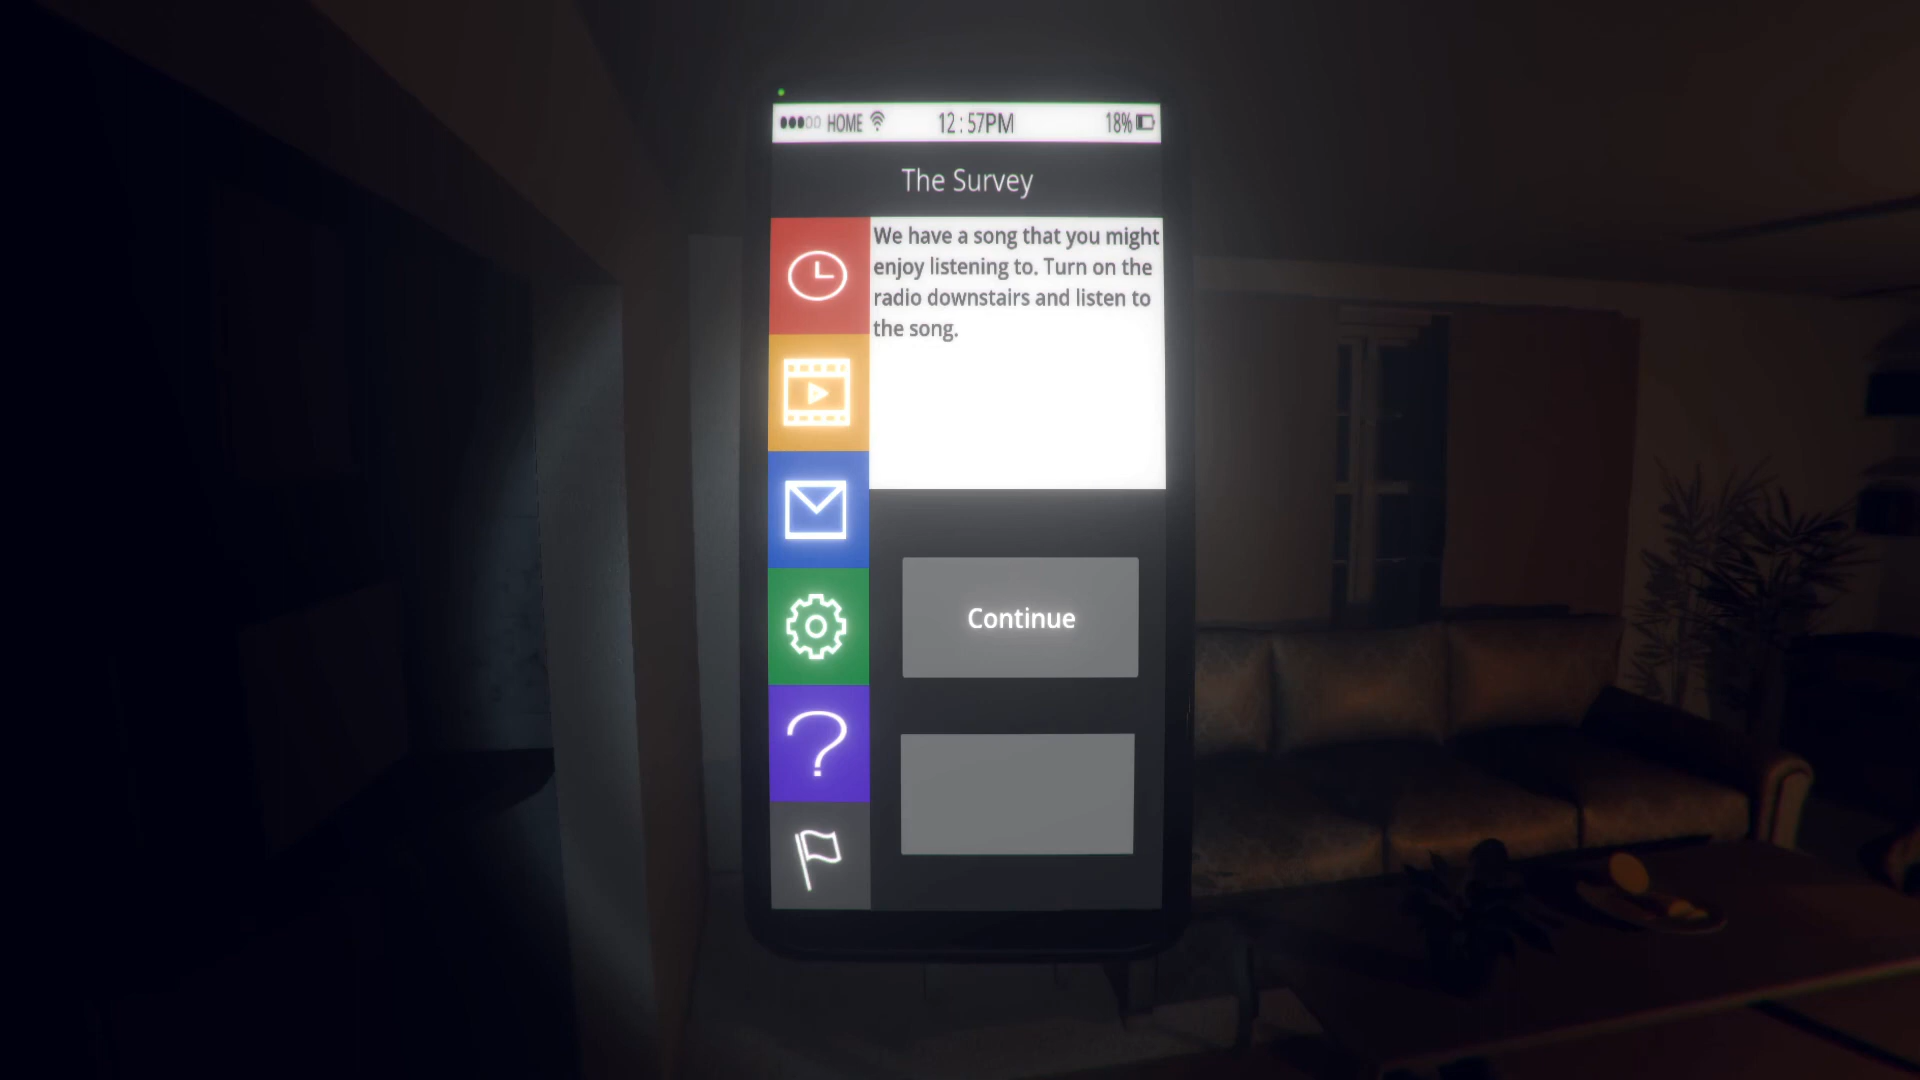 HOME 12:57PM 18%
The Survey
We have a song that you might
enjoy listening to. Turn on the
radio downstairs and listen to
the song.
Continue